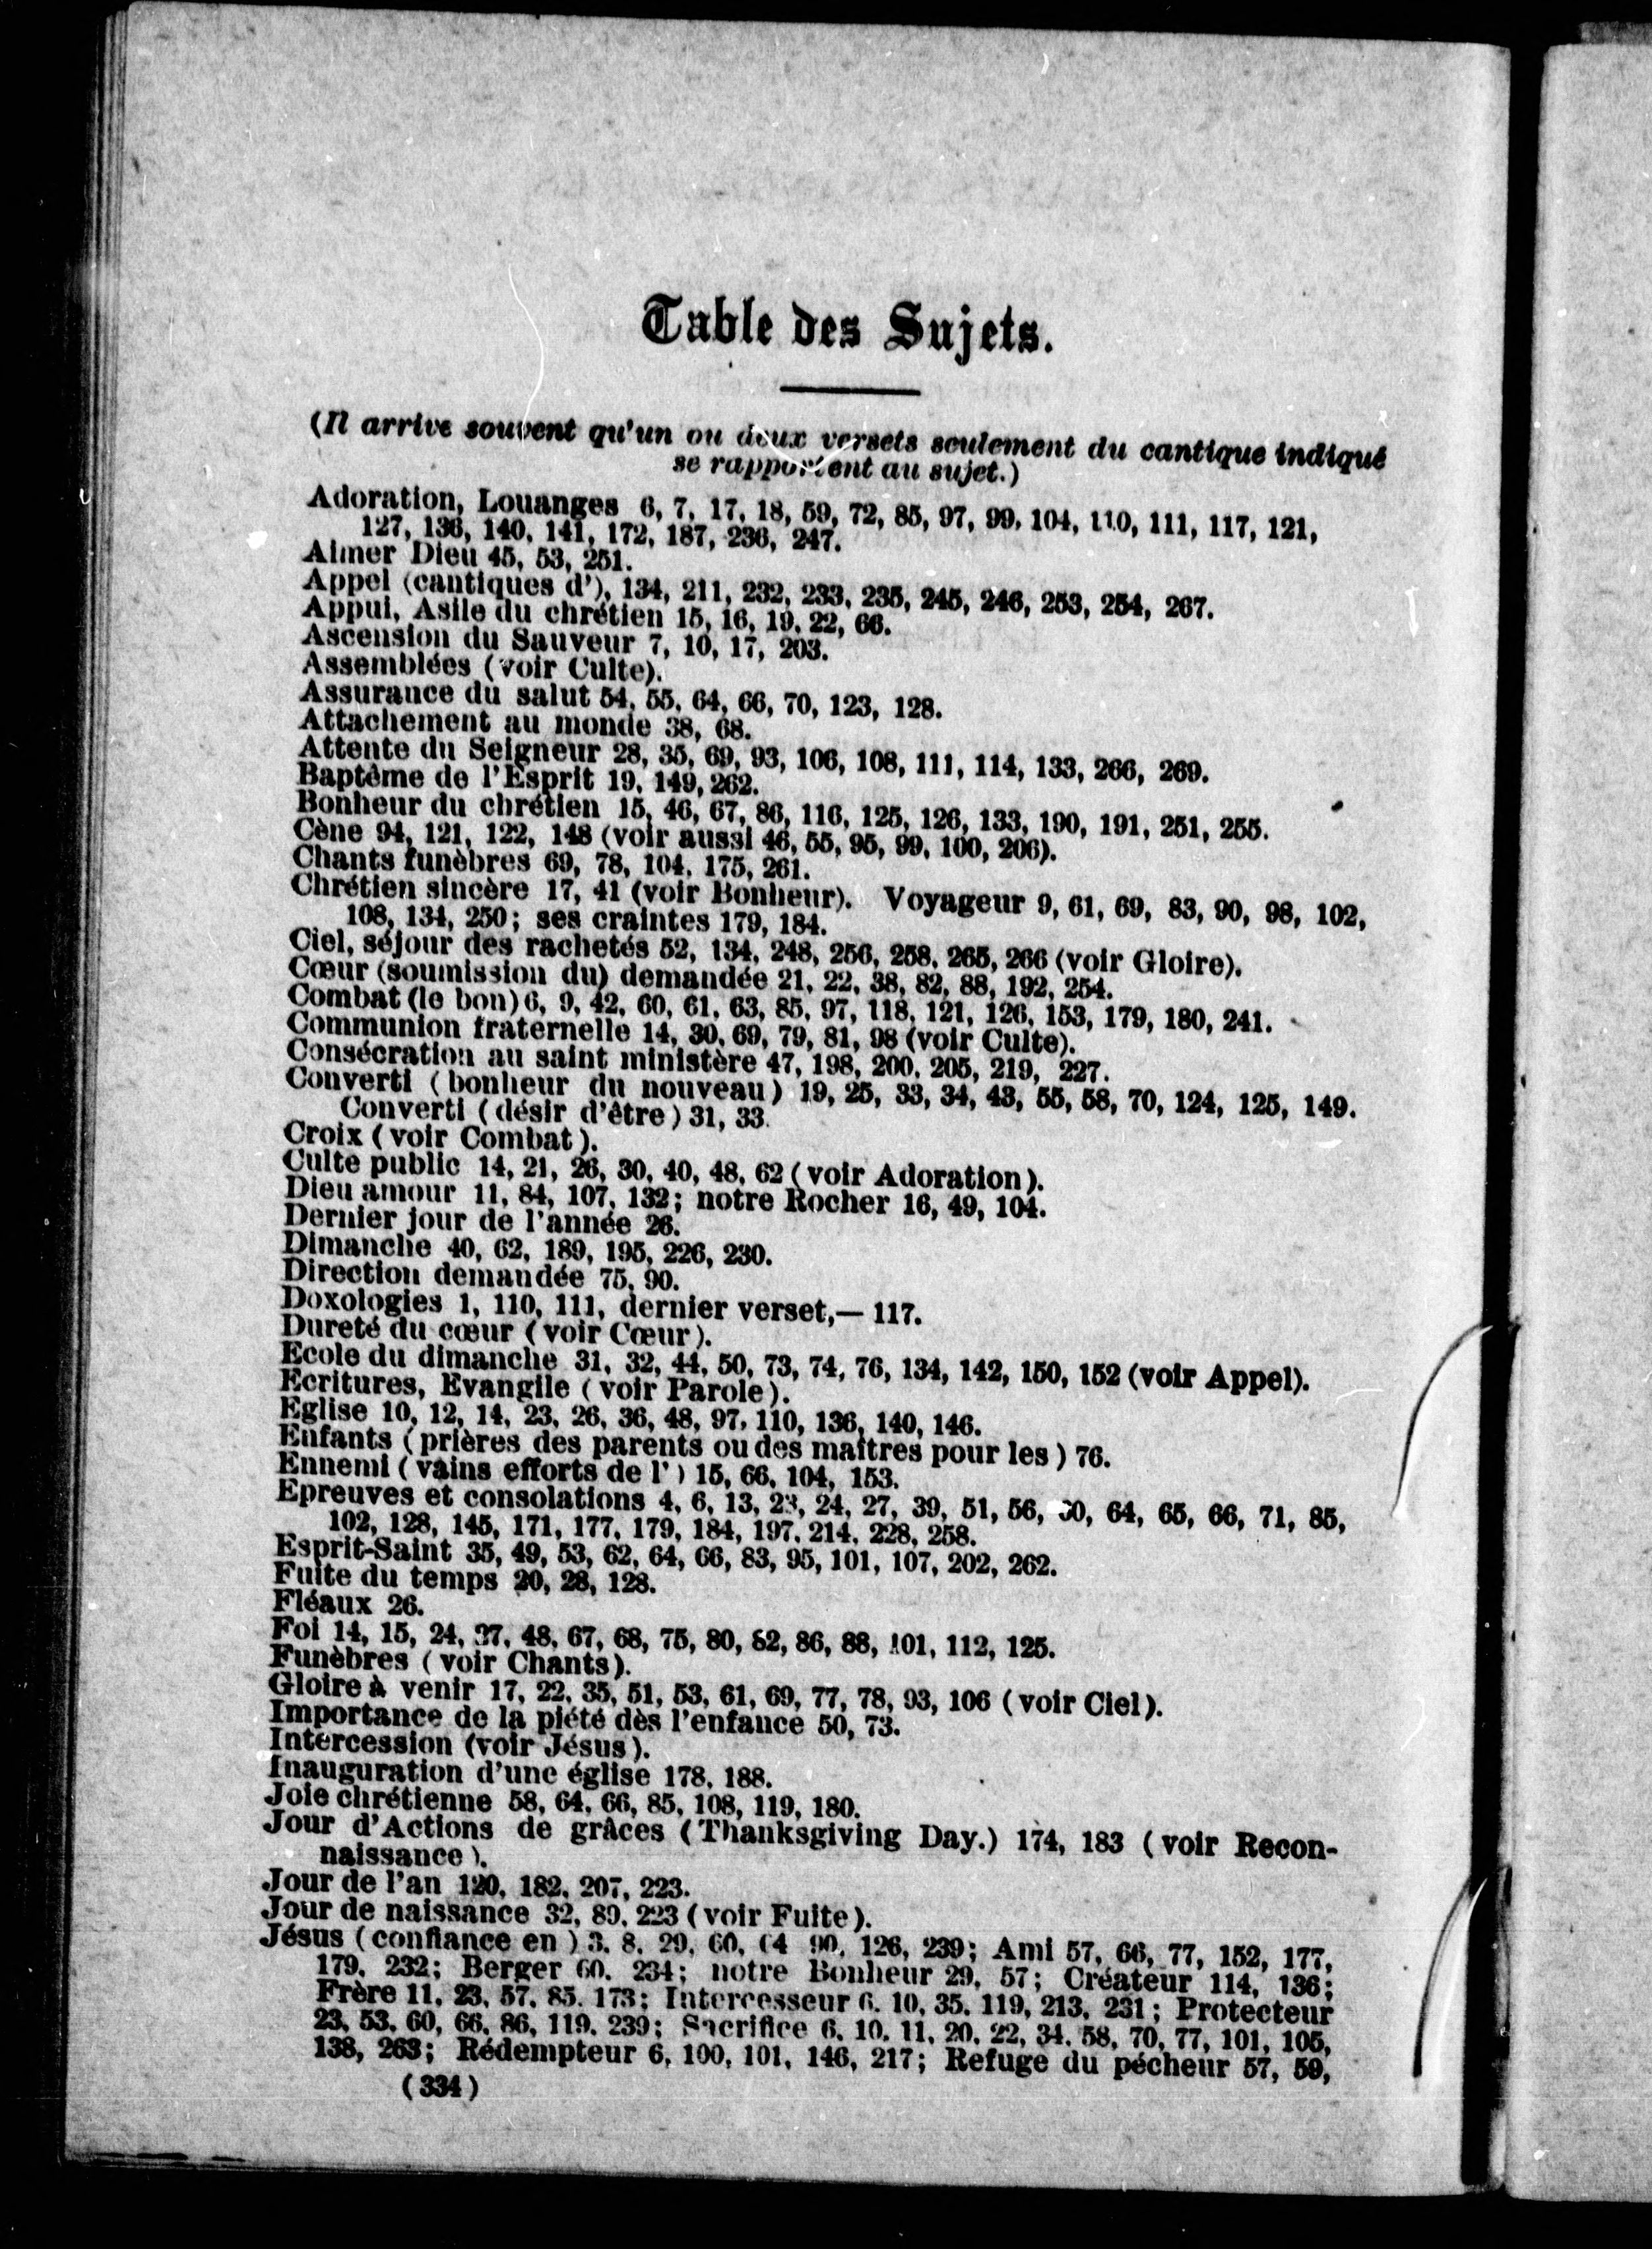 Table des Sujets.
(Il arrive souvent qu'un ou deux versets seulement du cantique indiqué
se rapportent au sujet.)
Adoration, Louanges 6, 7, 17, 18, 59, 72, 85, 97, 99, 104, 110, 111, 117, 121,
127, 136, 140, 141, 172, 187, 236, 247.
Aimer Dieu 45, 53, 251.
Appel (cantiques d'), 134, 211, 232, 233, 235, 245, 246, 253, 254, 267.
Appui, Asile du chrétien 15, 16, 19, 22, 66.
Ascension du Sauveur 7, 10, 17, 203.
Assemblées (voir Culte).
Assurance du salut 54, 55, 64, 66, 70, 123, 128.
Attachement au monde 38, 68.
Attente du Seigneur 28, 35, 69, 93, 106, 108, 111, 114, 133, 266, 269.
Baptême de l'Esprit 19, 149, 262.
Bonheur du chrétien 15, 46, 67, 86, 116, 125, 126, 133, 190, 191, 251, 255.
Cène 94, 121, 122, 148 (voir aussi 46, 55, 95, 99, 100, 206).
Chants funèbres 69, 78, 104, 175, 261.
Chrétien sincère 17, 41 (voir Bonheur). Voyageur 9, 61, 69, 83, 90, 98, 102,
108, 134, 250; ses craintes 179, 184.
Ciel, séjour des rachetés 52, 134, 248, 256, 258, 265, 266 (voir Gloire).
Cœur (soumission du) demandée 21, 22, 38, 82, 88, 192, 254.
Combat (le bon) 6, 9, 42, 60, 61, 63, 85, 97, 118, 121, 126, 153, 179, 180, 241.
Communion fraternelle 14, 30, 69, 79, 81, 98 (voir Culte).
Consécration au saint ministère 47, 198, 200, 205, 219, 227.
Converti (bonheur du nouveau) 19, 25, 33, 34, 43, 55, 58, 70, 124, 125, 149.
Converti (désir d'être) 31, 33.
Croix (voir Combat).
Culte public 14, 21, 26, 30, 40, 48, 62 (voir Adoration).
Dieu amour 11, 84, 107, 132; notre Rocher 16, 49, 104.
Dernier jour de l'année 26.
Dimanche 40, 62, 189, 195, 226, 230.
Direction demandée 75, 90.
Doxologies 1, 110, 111, dernier verset,— 117.
Dureté du cœur (voir Cœur).
Ecole du dimanche 31, 32, 44, 50, 73, 74, 76, 134, 142, 150, 152 (voir Appel).
Ecritures, Evangile (voir Parole).
Eglise 10, 12, 14, 23, 26, 36, 48, 97, 110, 136, 140, 146.
Enfants (prières des parents ou des maîtres pour les) 76.
Ennemi (vains efforts de l') 15, 66, 104, 153.
Epreuves et consolations 4, 6, 13, 23, 24, 27, 39, 51, 56, 64, 65, 66, 71, 85,
102, 128, 145, 171, 177, 179, 184, 197, 214, 228, 258.
Esprit-Saint 35, 49, 53, 62, 64, 66, 83, 95, 101, 107, 202, 262.
Fuite du temps 20, 28, 128.
Fléaux 26.
Foi 14, 15, 24, 48, 67, 68, 75, 80, 82, 86, 88, 101, 112, 125.
Funèbres (voir Chants).
Gloire à venir 17, 22, 35, 51, 53, 61, 69, 77, 78, 93, 106 (voir Ciel).
Importance de la piété dès l'enfance 50, 73.
Intercession (voir Jésus).
Inauguration d'une église 178, 188.
Joie chrétienne 58, 64, 66, 85, 108, 119, 180.
Jour d'Actions de grâces (Thanksgiving Day.) 174, 183 (voir Recon-
naissance).
Jour de l'an 120, 182, 207, 223.
Jour de naissance 32, 89, 223 (voir Fuite).
Jésus (confiance en) 3, 8, 29, 60, 90, 126, 239; Ami 57, 66, 77, 152, 177,
179, 232; Berger 60, 234; notre Bonheur 29, 57; Créateur 114, 136;
Frère 11, 23, 57, 85, 173; Intercesseur 6, 10, 35, 119, 213, 231; Protecteur
23, 53, 60, 66, 86, 119, 239; Sacrifice 6, 10, 11, 20, 22, 34, 58, 70, 77, 101, 105,
138, 263; Rédempteur 6, 100, 101, 146, 217; Refuge du pécheur 57, 59,
(334)